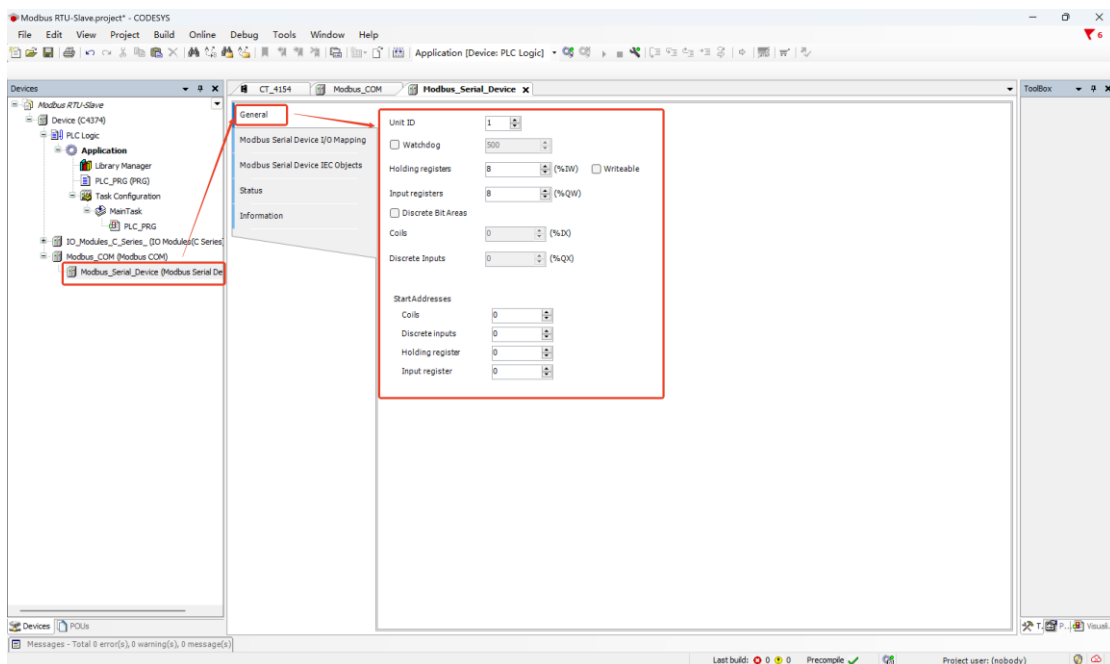 Modbus RTU-Slave.project* - CODESYS
File Edit View Project Build Online Debug Tools Window Help
6
Application [Device: PLC Logic]
Devices
CT_4154
Modbus_COM
Modbus_Serial_Device
ToolBox
Modbus RTU-Slave
Device (C4374)
PLC Logic
Application
Library Manager
PLC_PRG (PRG)
Task Configuration
MainTask
PLC_PRG
IO_Modules_C_Series_ (IO Modules(C Series
Modbus_COM (Modbus COM)
Modbus_Serial_Device (Modbus Serial De
General
Modbus Serial Device I/O Mapping
Modbus Serial Device IEC Objects
Status
Information
Unit ID 1
Watchdog 500
Holding registers 8 (%IW) Writeable
Input registers 8 (%QW)
Discrete Bit Areas
Coils 0 (%IX)
Discrete Inputs 0 (%QX)
StartAddresses
Coils 0
Discrete inputs 0
Holding register 0
Input register 0
Devices POUs
T. P... Visuali.
Messages - Total 0 error(s), 0 warning(s), 0 message(s)
Last build: 0 0 Precompile Project user: (nobody)